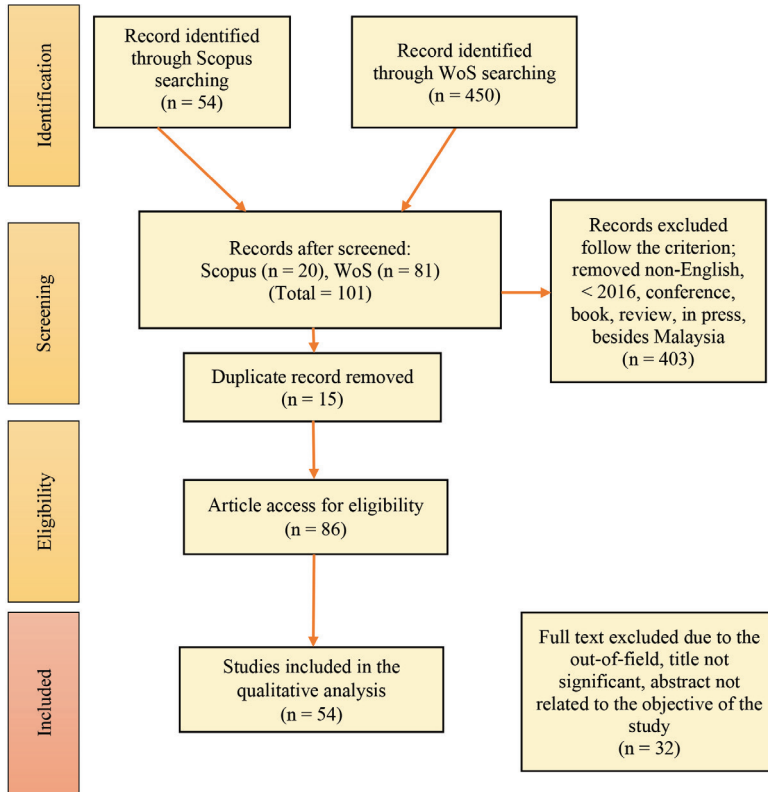 Identification
Record identified
through Scopus
searching
(n = 54)
Record identified
through WoS searching
(n = 450)
Screening
Records after screened:
Scopus (n = 20), WoS (n = 81)
(Total = 101)
Records excluded
follow the criterion;
removed non-English,
< 2016, conference,
book, review, in press,
besides Malaysia
(n = 403)
Duplicate record removed
(n = 15)
Eligibility
Article access for eligibility
(n = 86)
Included
Studies included in the
qualitative analysis
(n = 54)
Full text excluded due to the
out-of-field, title not
significant, abstract not
related to the objective of the
study
(n = 32)